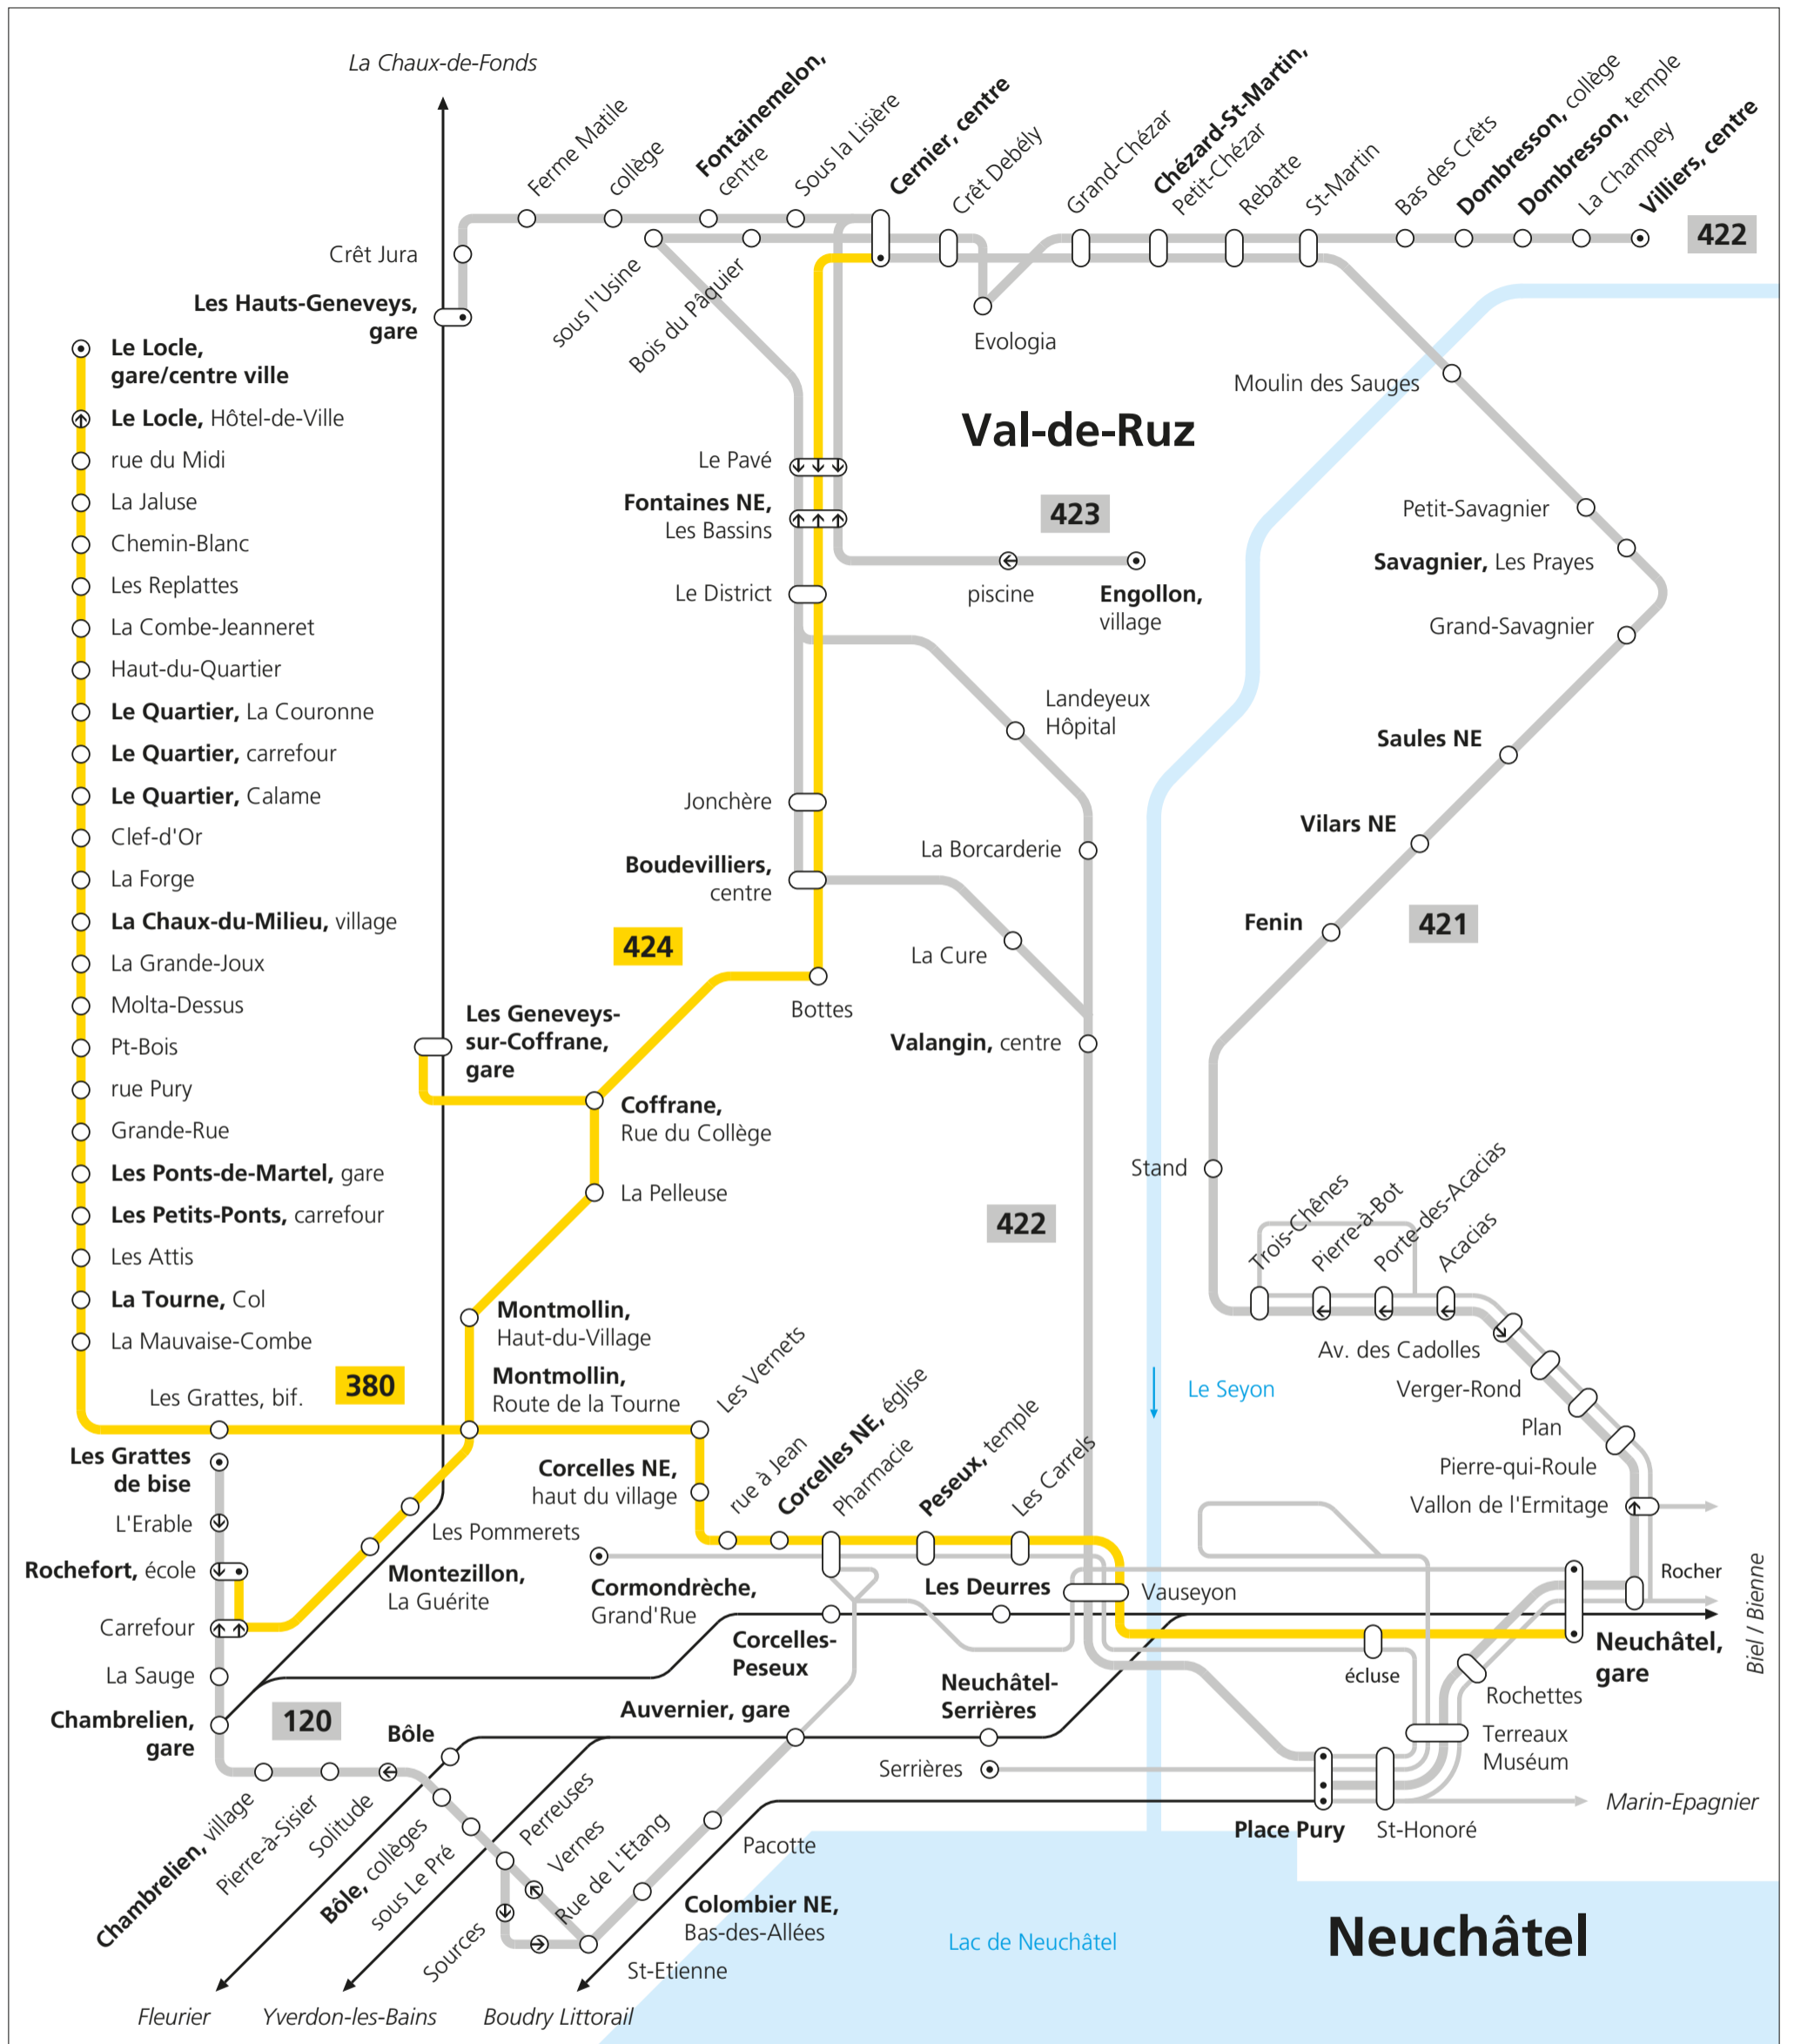 La Chaux-de-Fonds
Ferme Matile
collège
Fontainemelon,
centre
Sous la Lisière
Cernier, centre
Crêt Debély
Grand-Chézar
Chézard-St-Martin,
Petit-Chézar
Rebatte
St-Martin
Bas des Crêts
Dombresson, collège
Dombresson, temple
La Champey
Villiers, centre
422
Crêt Jura
Les Hauts-Geneveys,
gare
sous l'Usine
Bois du Pâquier
Evologia
Moulin des Sauges
Val-de-Ruz
Le Locle,
gare/centre ville
Le Locle, Hôtel-de-Ville
rue du Midi
La Jaluse
Chemin-Blanc
Les Replattes
La Combe-Jeanneret
Haut-du-Quartier
Le Quartier, La Couronne
Le Quartier, carrefour
Le Quartier, Calame
Clef-d'Or
La Forge
La Chaux-du-Milieu, village
La Grande-Joux
Molta-Dessus
Pt-Bois
rue Pury
Grande-Rue
Les Ponts-de-Martel, gare
Les Petits-Ponts, carrefour
Les Attis
La Tourne, Col
La Mauvaise-Combe
Le Pavé
Fontaines NE,
Les Bassins
Le District
423
piscine
Engollon,
village
Petit-Savagnier
Savagnier, Les Prayes
Grand-Savagnier
Landeyeux
Hôpital
Saules NE
Jonchère
La Borcarderie
Vilars NE
Boudevilliers,
centre
La Cure
Fenin
421
424
Bottes
Les Geneveys-
sur-Coffrane,
gare
Valangin, centre
Coffrane,
Rue du Collège
La Pelleuse
Stand
422
Trois-Chênes
Pierre-à-Bot
Porte-des-Acacias
Acacias
Av. des Cadolles
Verger-Rond
Plan
Pierre-qui-Roule
Vallon de l'Ermitage
Le Seyon
Montmollin,
Haut-du-Village
Montmollin,
Route de la Tourne
380
Les Grattes, bif.
Les Vernets
Les Grattes
de bise
L'Erable
Rochefort, école
Carrefour
La Sauge
Chambrelien,
gare
Corcelles NE,
haut du village
rue à Jean
Corcelles NE, église
Pharmacie
Peseux, temple
Les Carrels
Les Pommerets
Montezillon,
La Guérite
Cormondrèche,
Grand'Rue
Les Deurres
Vauseyon
Rocher
Biel / Bienne
Corcelles-
Peseux
écluse
Neuchâtel,
gare
Neuchâtel-
Serrières
Rochettes
Terreaux
Muséum
120
Bôle
Auvernier, gare
Serrières
Marin-Epagnier
Place Pury
St-Honoré
Chambrelien, village
Pierre-à-Sisier
Solitude
Bôle, collèges
sous Le Pré
Perreuses
Vernes
Rue de L'Etang
Sources
Pacotte
Colombier NE,
Bas-des-Allées
St-Etienne
Lac de Neuchâtel
Neuchâtel
Fleurier
Yverdon-les-Bains
Boudry Littorail